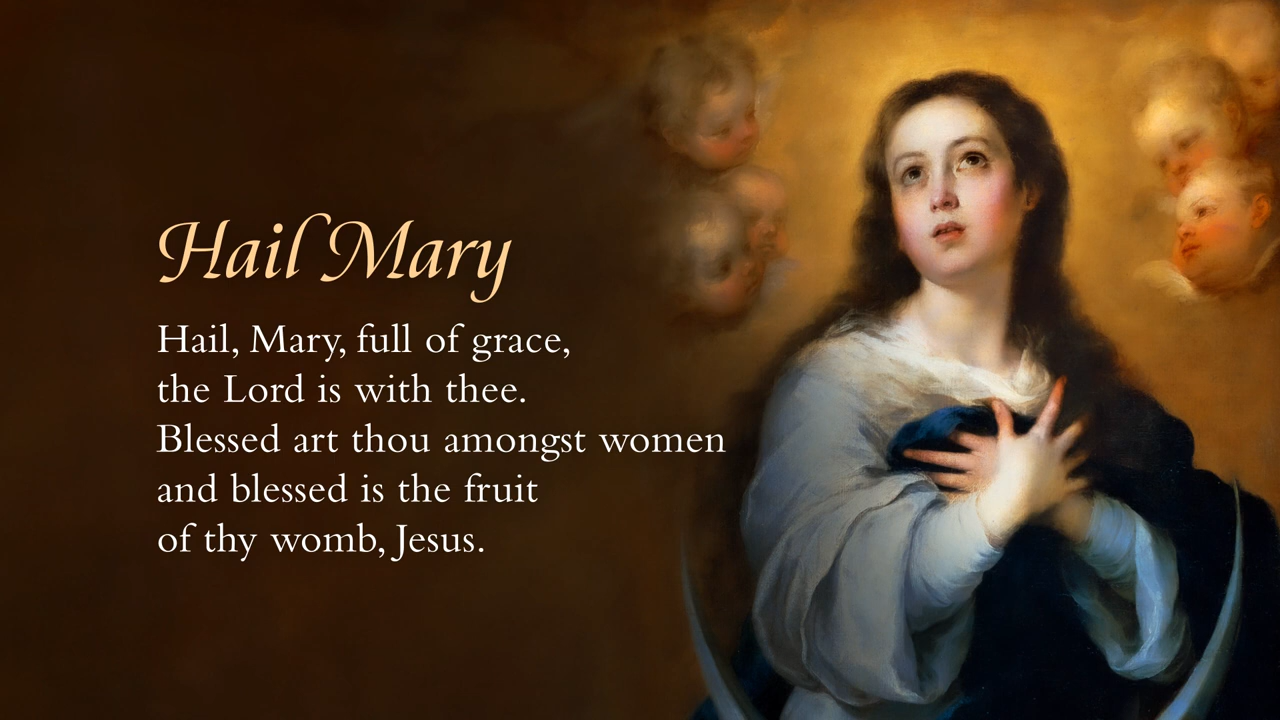 Hail Mary
Hail, Mary, full of grace,
the Lord is with thee.
Blessed art thou amongst women
and blessed is the fruit
of thy womb, Jesus.